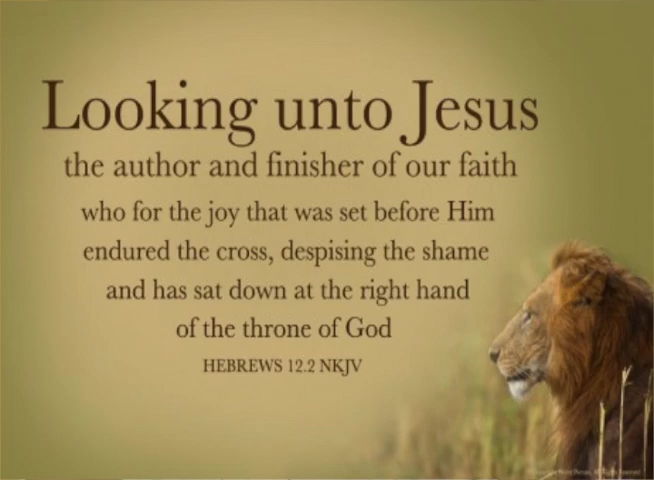 Looking unto Jesus
the author and finisher of our faith
who for the joy that was set before Him
endured the cross, despising the shame
and has sat down at the right hand
of the throne of God
HEBREWS 12.2 NKJV